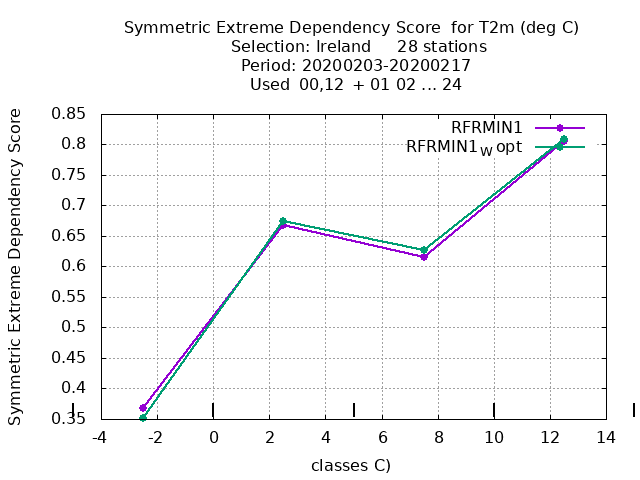 Symmetric Extreme Dependency Score for T2m (deg C)
Selection: Ireland 28 stations
Period: 20200203-20200217
Used 00,12 + 01 02 ... 24
Symmetric Extreme Dependency Score
0.85
0.8
0.75
0.7
0.65
0.6
0.55
0.5
0.45
0.4
0.35
RFRMIN1
RFRMIN1W opt
-4 -2 0 2 4 6 8 10 12 14
classes C)